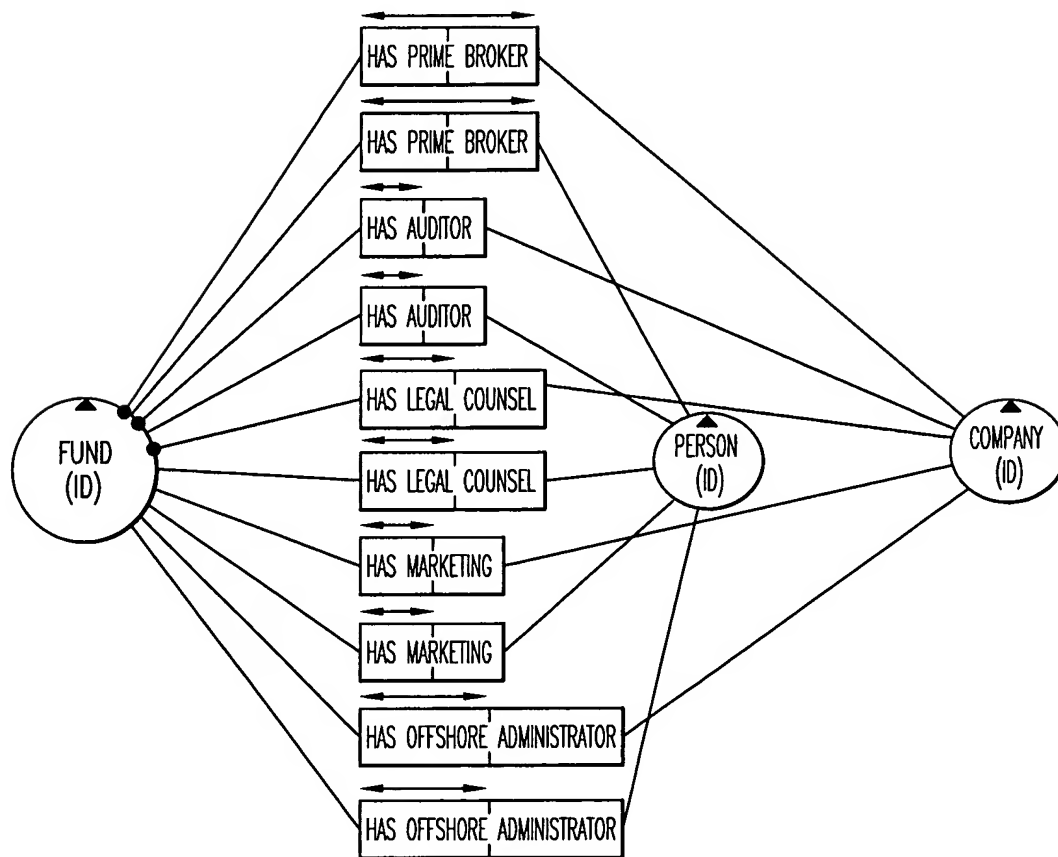 HAS PRIME BROKER
HAS PRIME BROKER
HAS AUDITOR
HAS AUDITOR
HAS LEGAL COUNSEL
HAS LEGAL COUNSEL
HAS MARKETING
HAS MARKETING
HAS OFFSHORE ADMINISTRATOR
HAS OFFSHORE ADMINISTRATOR
FUND
(ID)
PERSON
(ID)
COMPANY
(ID)